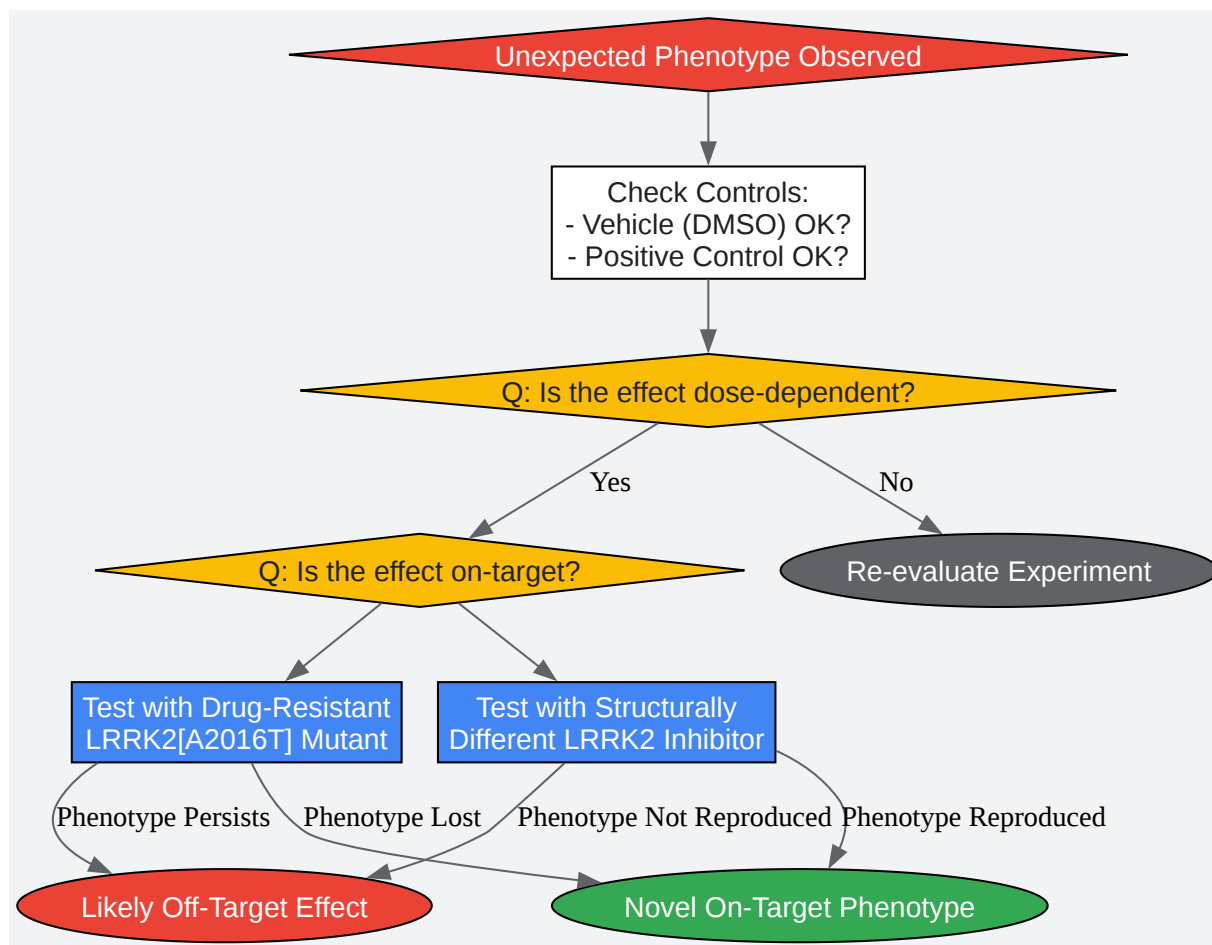 Unexpected Phenotype Observed
Check Controls:
- Vehicle (DMSO) OK?
- Positive Control OK?
Q: Is the effect dose-dependent?
Yes
No
Q: Is the effect on-target?
Re-evaluate Experiment
Test with Drug-Resistant
LRRK2[A2016T] Mutant
Test with Structurally
Different LRRK2 Inhibitor
Phenotype Persists
Phenotype Lost
Phenotype Not Reproduced
Phenotype Reproduced
Likely Off-Target Effect
Novel On-Target Phenotype